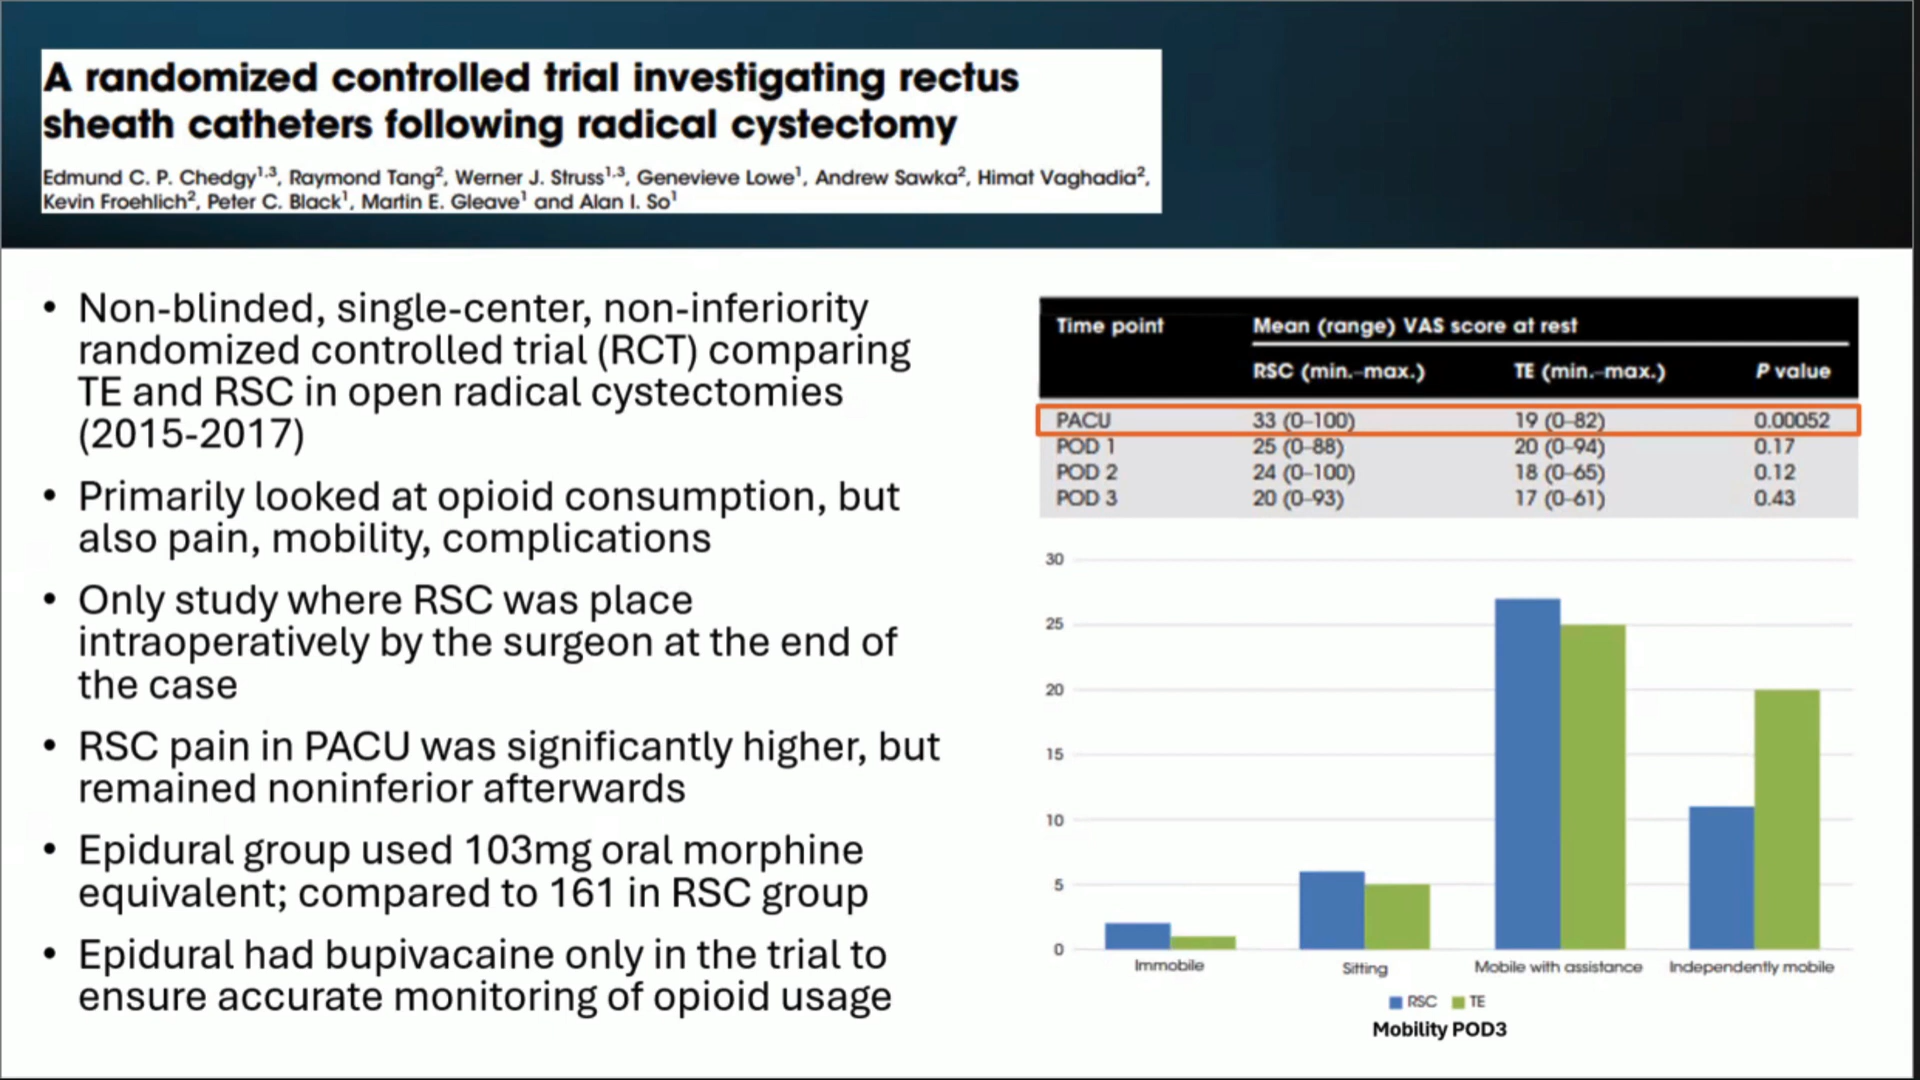 A randomized controlled trial investigating rectus
sheath catheters following radical cystectomy
Edmund C. P. Chedgy1,3, Raymond Tang2, Werner J. Struss1,3, Genevieve Lowe1, Andrew Sawka2, Himat Vaghadia2,
Kevin Froehlich2, Peter C. Black1, Martin E. Gleave1 and Alan I. So1
• Non-blinded, single-center, non-inferiority
randomized controlled trial (RCT) comparing
TE and RSC in open radical cystectomies
(2015-2017)
• Primarily looked at opioid consumption, but
also pain, mobility, complications
• Only study where RSC was place
intraoperatively by the surgeon at the end of
the case
• RSC pain in PACU was significantly higher, but
remained noninferior afterwards
• Epidural group used 103mg oral morphine
equivalent; compared to 161 in RSC group
• Epidural had bupivacaine only in the trial to
ensure accurate monitoring of opioid usage
Time point Mean (range) VAS score at rest
RSC (min.–max.) TE (min.–max.) P value
PACU 33 (0–100) 19 (0–82) 0.00052
POD 1 25 (0–88) 20 (0–94) 0.17
POD 2 24 (0–100) 18 (0–65) 0.12
POD 3 20 (0–93) 17 (0–61) 0.43
30
25
20
15
10
5
0
Immobile Sitting Mobile with assistance Independently mobile
RSC TE
Mobility POD3